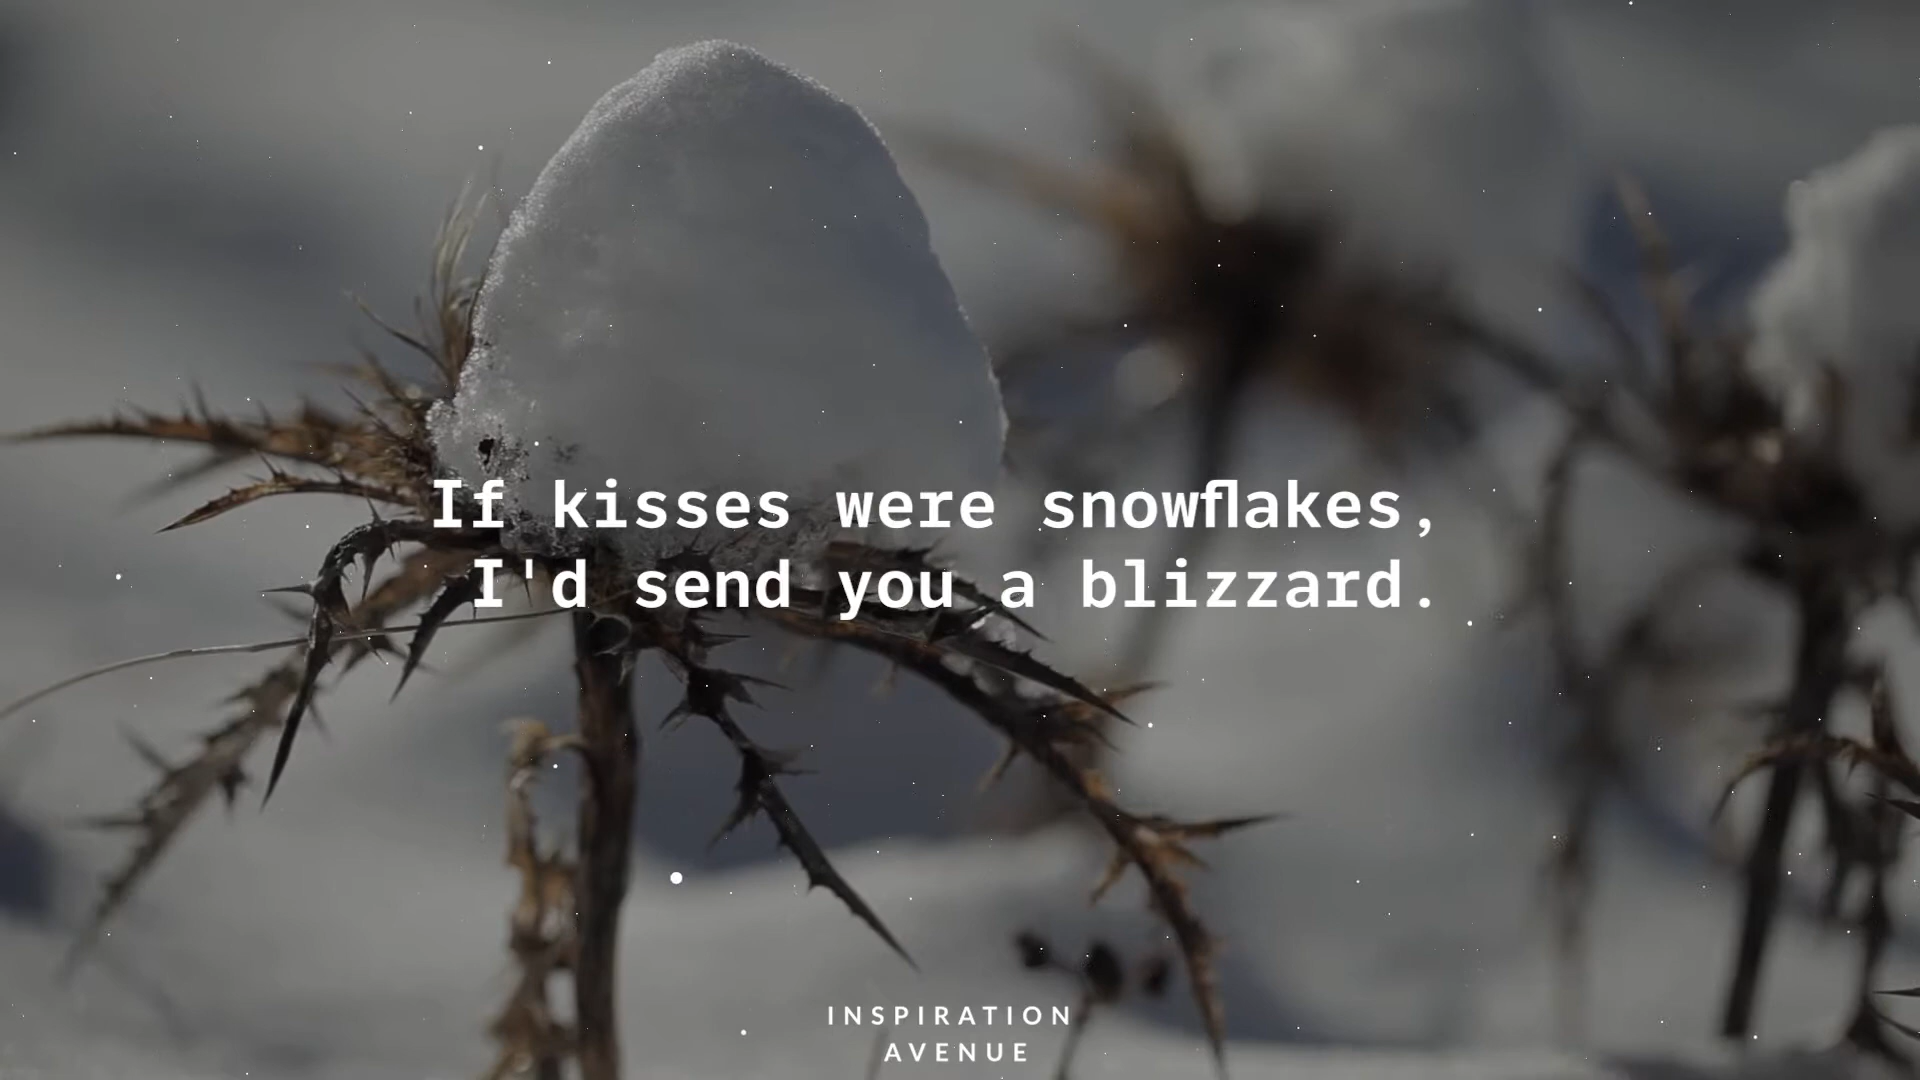 If kisses were snowflakes,
I'd send you a blizzard.
INSPIRATION
AVENUE